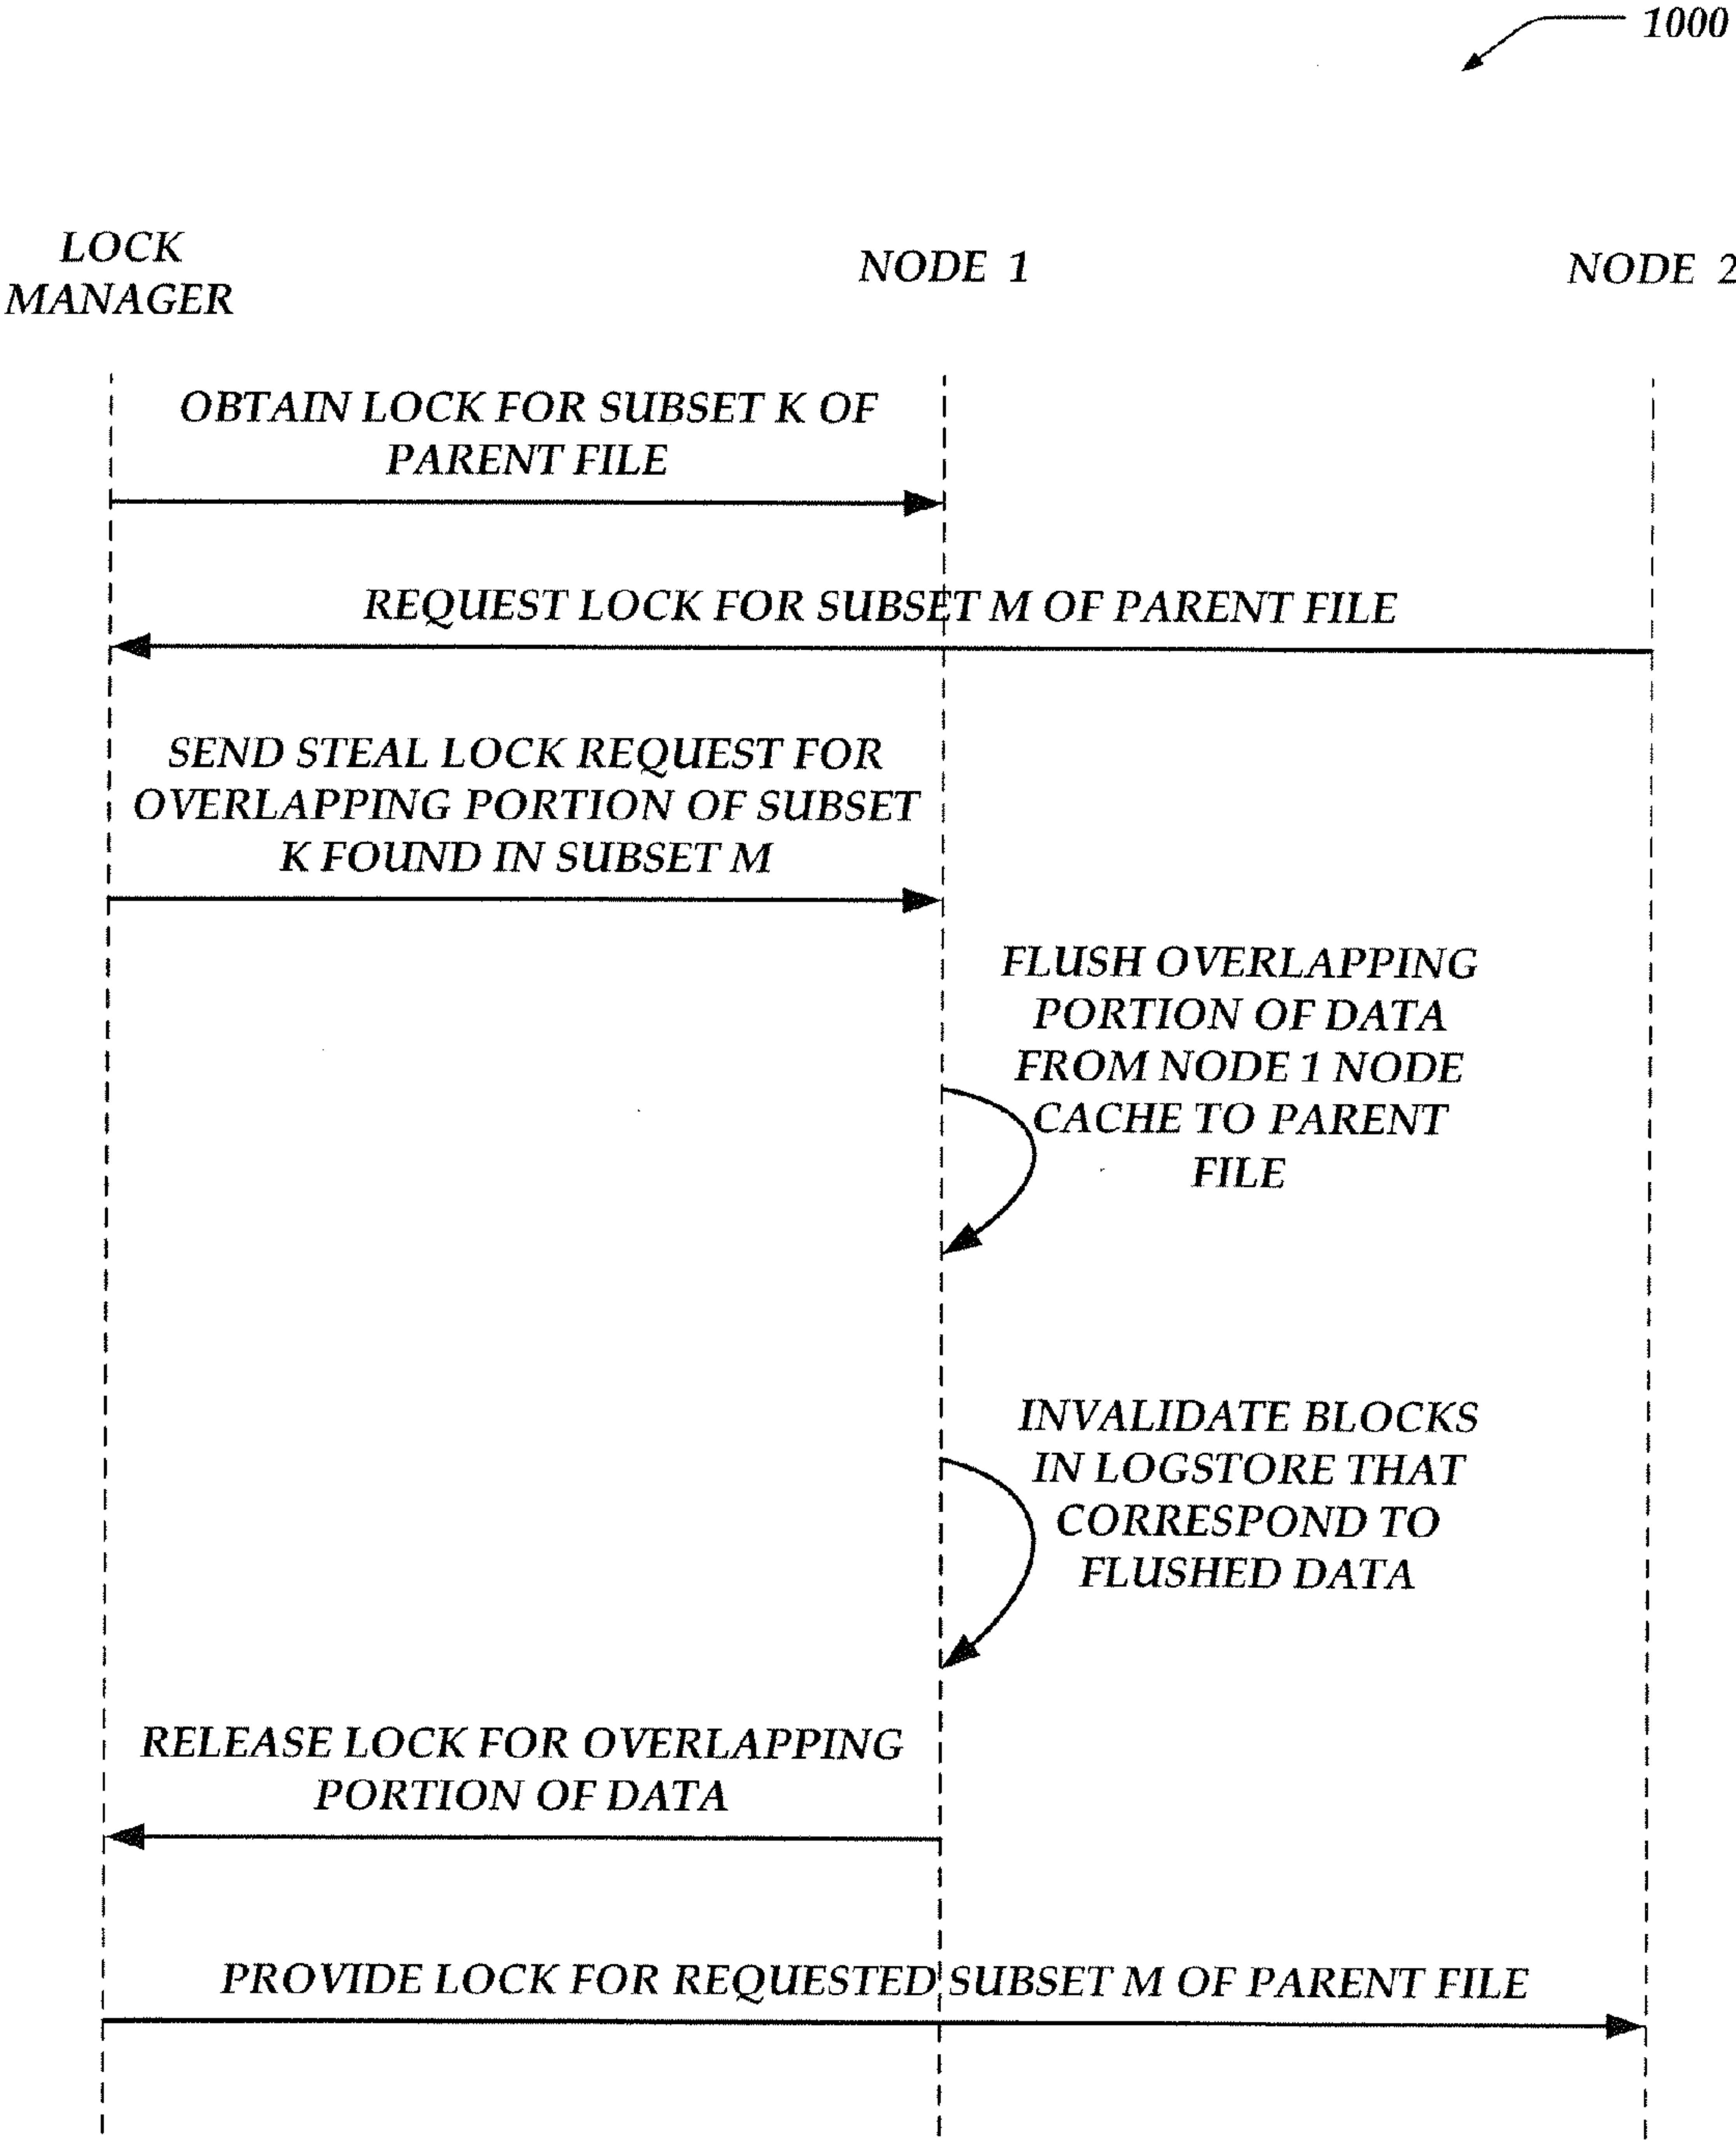 1000
LOCK
MANAGER
NODE 1
NODE 2
OBTAIN LOCK FOR SUBSET K OF
PARENT FILE
REQUEST LOCK FOR SUBSET M OF PARENT FILE
SEND STEAL LOCK REQUEST FOR
OVERLAPPING PORTION OF SUBSET
K FOUND IN SUBSET M
FLUSH OVERLAPPING
PORTION OF DATA
FROM NODE 1 NODE
CACHE TO PARENT
FILE
INVALIDATE BLOCKS
IN LOGSTORE THAT
CORRESPOND TO
FLUSHED DATA
RELEASE LOCK FOR OVERLAPPING
PORTION OF DATA
PROVIDE LOCK FOR REQUESTED SUBSET M OF PARENT FILE